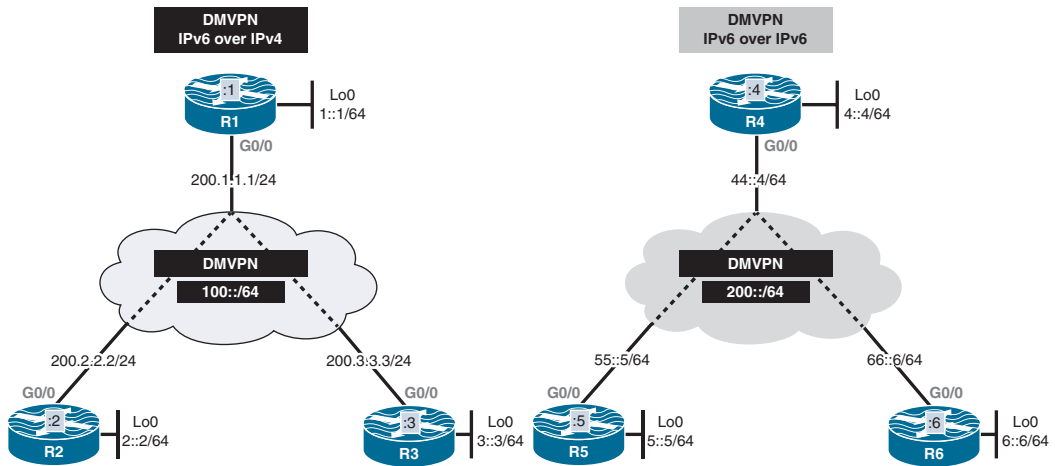 DMVPN
IPv6 over IPv4
DMVPN
IPv6 over IPv6
:1
R1
Lo0
1::1/64
G0/0
200.1.1.1/24
:4
R4
Lo0
4::4/64
G0/0
44::4/64
DMVPN
100::/64
DMVPN
200::/64
200.2.2.2/24
200.3.3.3/24
55::5/64
66::6/64
G0/0
:2
R2
Lo0
2::2/64
G0/0
:3
R3
Lo0
3::3/64
G0/0
:5
R5
Lo0
5::5/64
G0/0
:6
R6
Lo0
6::6/64